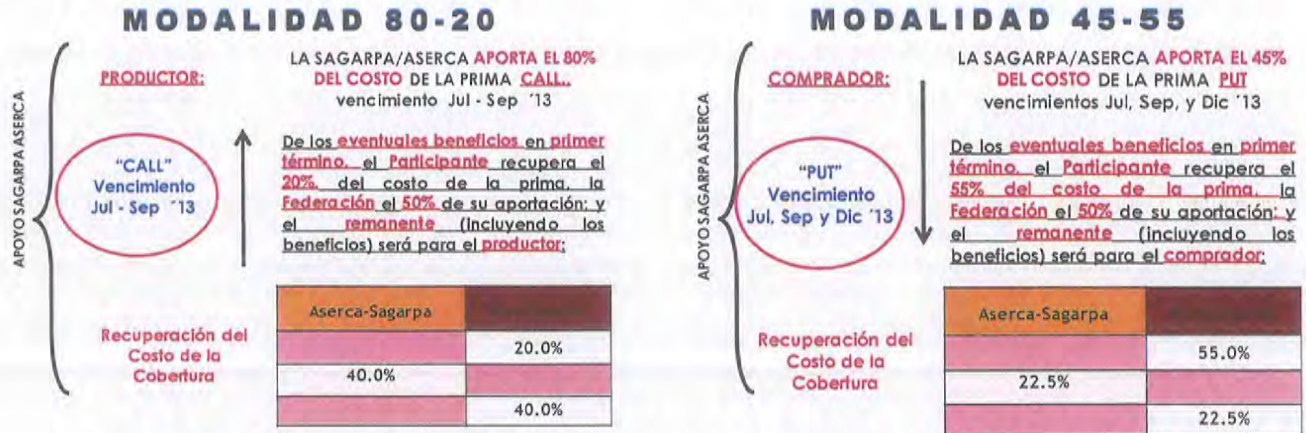 MODALIDAD 80-20
APOYO SAGARPA ASERCA
PRODUCTOR:
"CALL"
Vencimiento
Jul - Sep ´13
LA SAGARPA/ASERCA APORTA EL 80%
DEL COSTO DE LA PRIMA CALL..
vencimiento Jul - Sep ´13
De los eventuales beneficios en primer
término, el Participante recupera el
20%, del costo de la prima, la
Federación el 50% de su aportación; y
el remanente (incluyendo los
beneficios) será para el productor:
Recuperación del
Costo de la
Cobertura
Aserca-Sagarpa
20.0%
40.0%
40.0%
MODALIDAD 45-55
APOYO SAGARPA ASERCA
COMPRADOR:
"PUT"
Vencimiento
Jul, Sep y Dic ´13
LA SAGARPA/ASERCA APORTA EL 45%
DEL COSTO DE LA PRIMA PUT
vencimientos Jul, Sep, y Dic ´13
De los eventuales beneficios en primer
término, el Participante recupera el
55% del costo de la prima, la
Federación el 50% de su aportación; y
el remanente (incluyendo los
beneficios) será para el comprador:
Recuperación del
Costo de la
Cobertura
Aserca-Sagarpa
55.0%
22.5%
22.5%